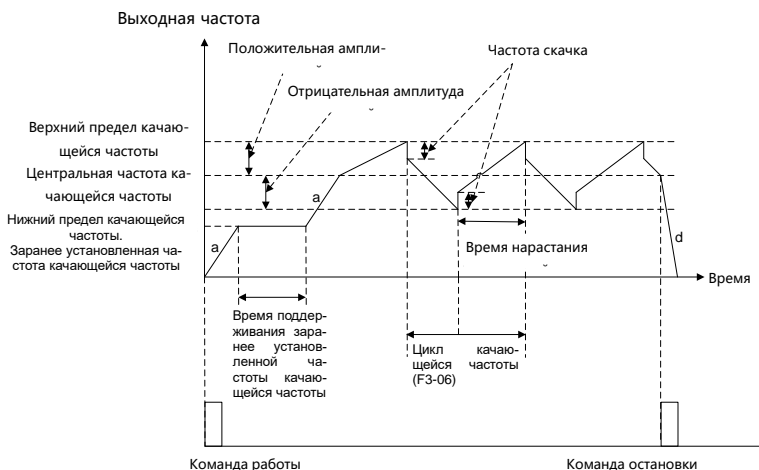 Выходная частота
Положительная ампли-
Частота скачка
Отрицательная амплитуда
Верхний предел качаю-
щейся частоты
Центральная частота ка-
чающейся частоты
a
Нижний предел качающейся
частоты.
Заранее установленная ча-
стота качающейся частоты
a
d
Время нарастания
Время
Время поддер-
живания зара-
нее установ-
ленной ча-
стоты качаю-
щейся частоты
Цикл качаю-
щейся частоты
(F3-06)
Команда работы
Команда остановки